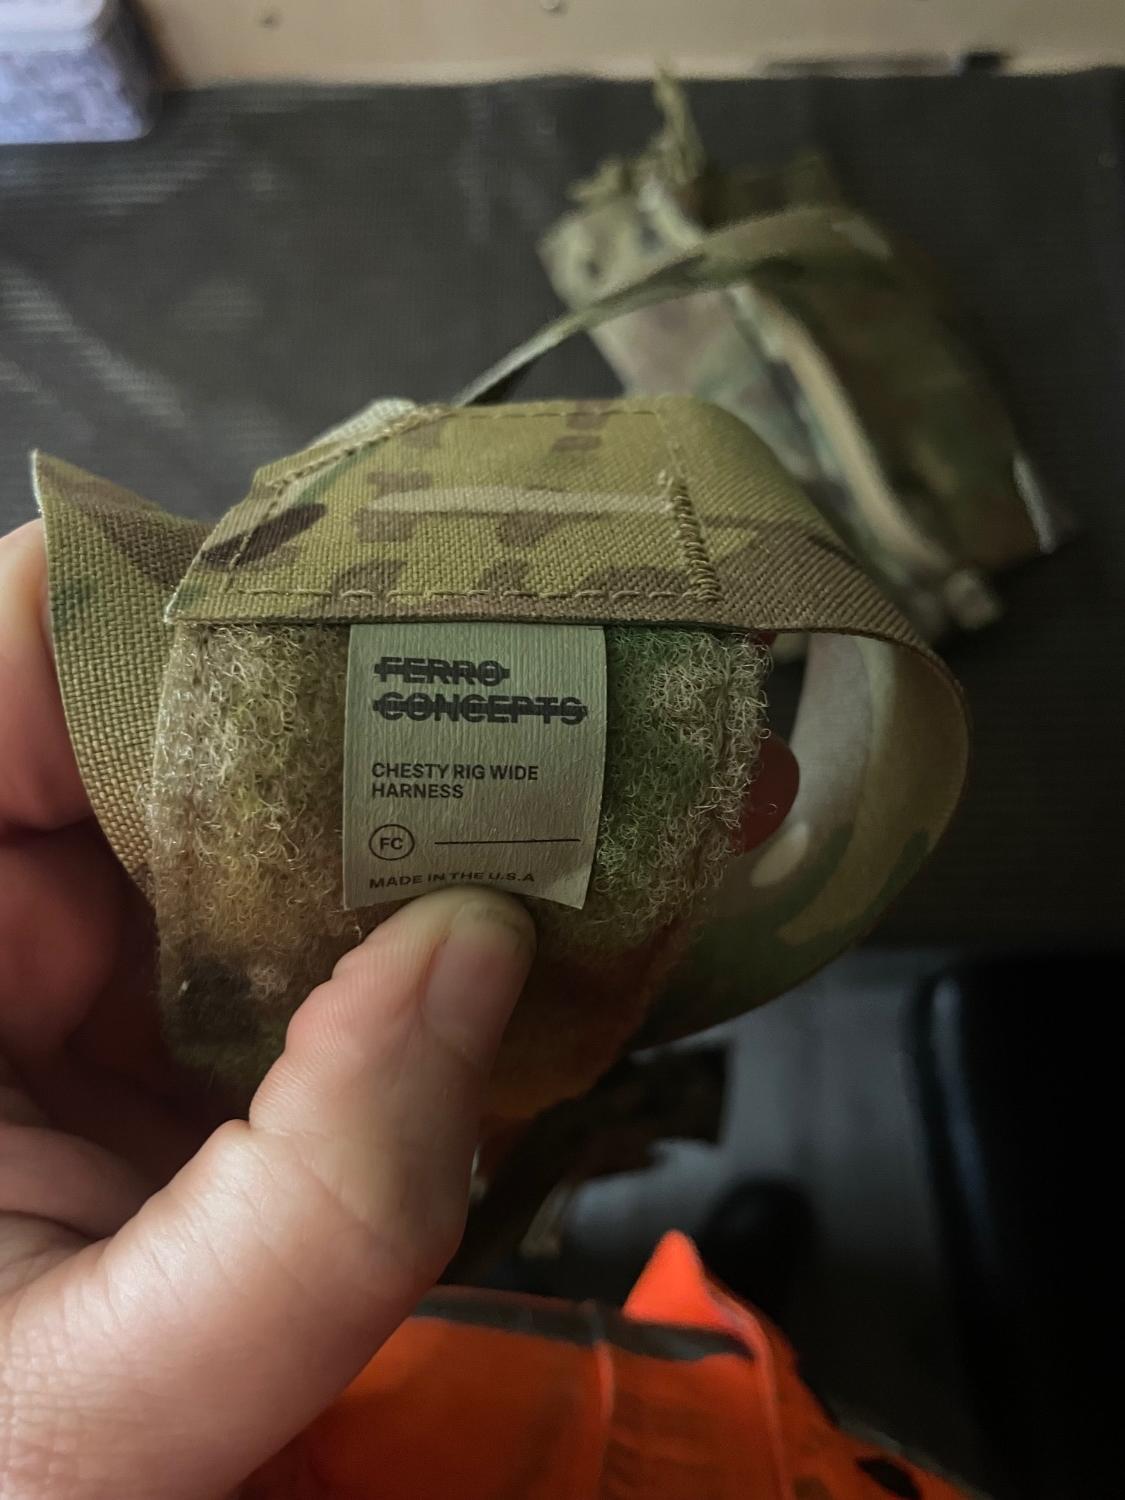 FERRO
CONCEPTS
CHESTY RIG WIDE
HARNESS
FC
MADE IN THE U.S.A